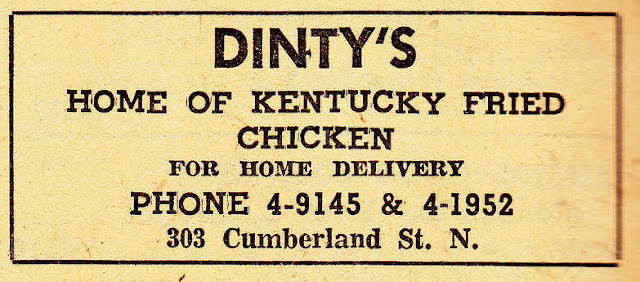 DINTY'S
HOME OF KENTUCKY FRIED
CHICKEN
FOR HOME DELIVERY
PHONE 4-9145 & 4-1952
303 Cumberland St. N.